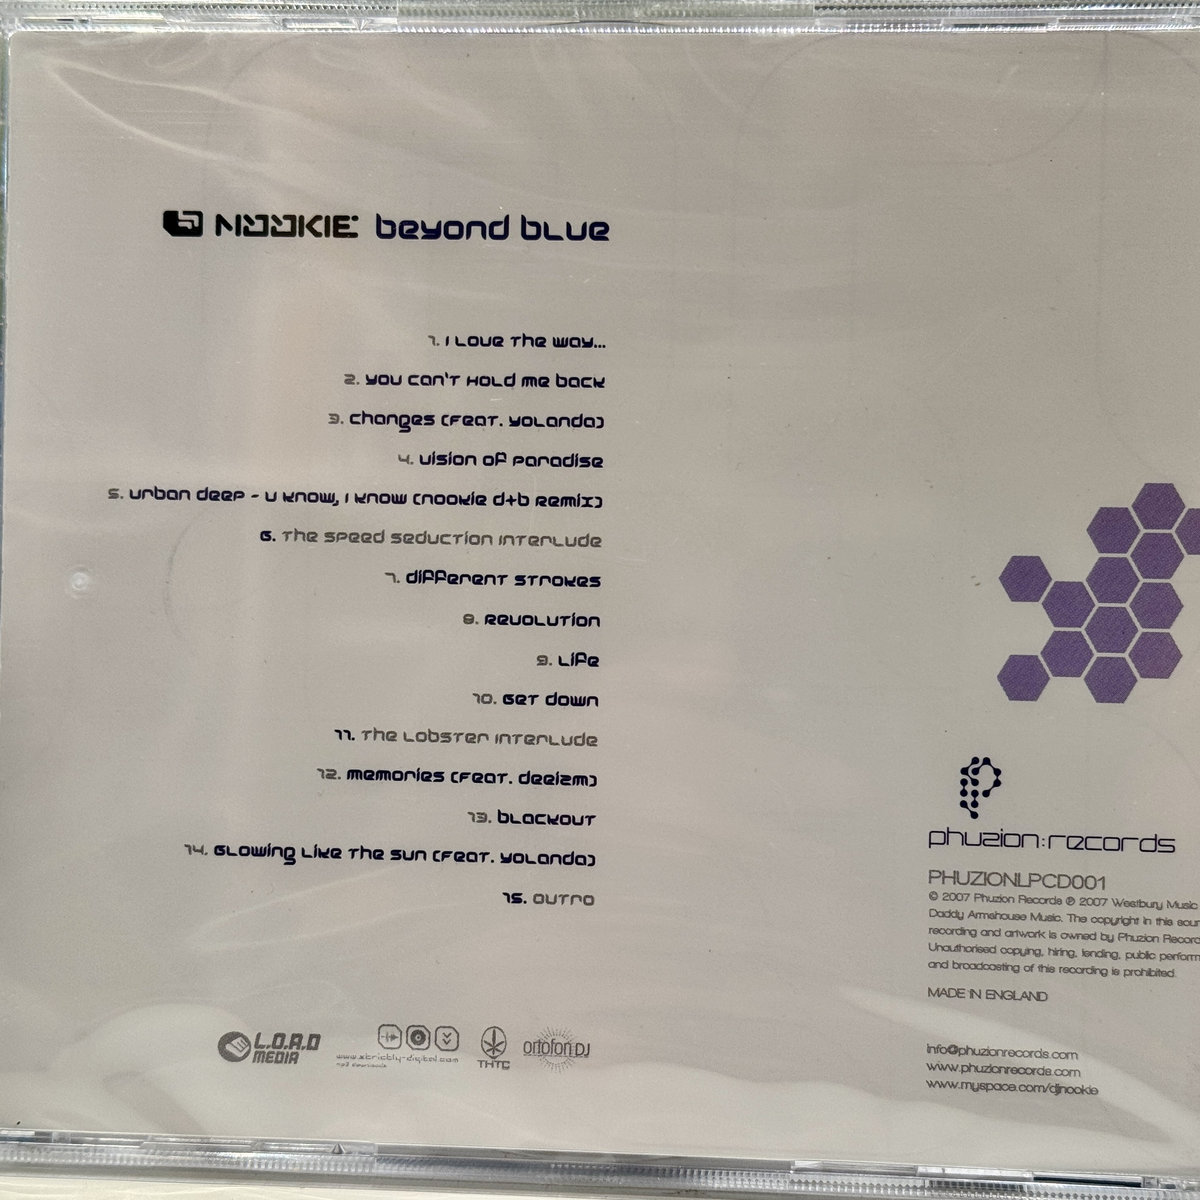 NOOKIE beyond blue
1. I Love The way...
2. you can't hold me back
3. changes (feat. yolanda)
4. vision of paradise
5. urban deep - u know, i know (nookie d+b remix)
6. The speed seduction interlude
7. different strokes
8. Revolution
9. Life
10. Get down
11. The Lobster interlude
12. memories (feat. deeizm)
13. blackout
14. Glowing Like The sun (feat. yolanda)
15. outro
phuzion:records
PHUZIONLPCD001
© 2007 Phuzion Records ℗ 2007 Westbury Music
Daddy Armshouse Music. The copyright in this soun
recording and artwork is owned by Phuzion Record
Unauthorised copying, hiring, lending, public perform
and broadcasting of this recording is prohibited.
MADE IN ENGLAND
info@phuzionrecords.com
www.phuzionrecords.com
www.myspace.com/djnookie
L.O.A.D
MEDIA
www.strictly-digital.com
mp3 downloads
THTC
ortofon DJ